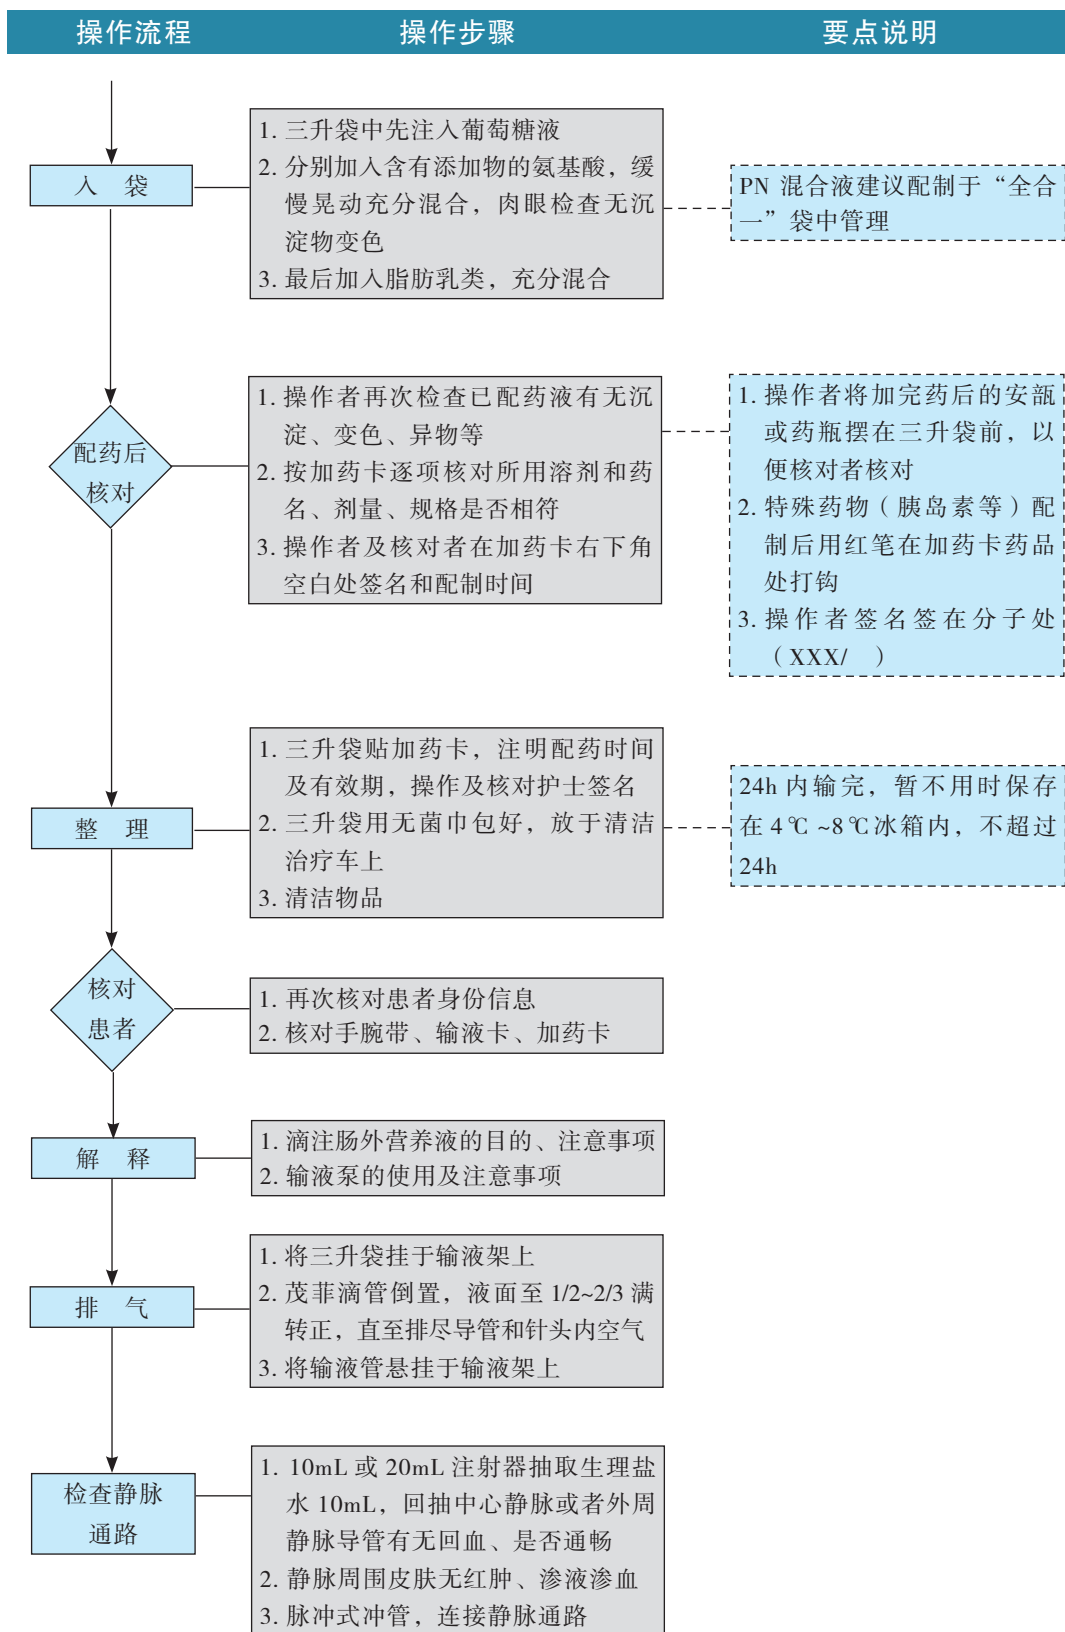 操作流程 操作步骤 要点说明
入 袋
1. 三升袋中先注入葡萄糖液
2. 分别加入含有添加物的氨基酸，缓
慢晃动充分混合，肉眼检查无沉
淀物变色
3. 最后加入脂肪乳类，充分混合
PN 混合液建议配制于“全合
一”袋中管理
配药后
核对
1. 操作者再次检查已配药液有无沉
淀、变色、异物等
2. 按加药卡逐项核对所用溶剂和药
名、剂量、规格是否相符
3. 操作者及核对者在加药卡右下角
空白处签名和配制时间
1. 操作者将加完药后的安瓿
或药瓶摆在三升袋前，以
便核对者核对
2. 特殊药物（胰岛素等）配
制后用红笔在加药卡药品
处打钩
3. 操作者签名签在分子处
（XXX/ ）
整 理
1. 三升袋贴加药卡，注明配药时间
及有效期，操作及核对护士签名
2. 三升袋用无菌巾包好，放于清洁
治疗车上
3. 清洁物品
24h 内输完，暂不用时保存
在 4℃ ~8℃冰箱内，不超过
24h
核对
患者
1. 再次核对患者身份信息
2. 核对手腕带、输液卡、加药卡
解 释
1. 滴注肠外营养液的目的、注意事项
2. 输液泵的使用及注意事项
排 气
1. 将三升袋挂于输液架上
2. 茂菲滴管倒置，液面至 1/2~2/3 满
转正，直至排尽导管和针头内空气
3. 将输液管悬挂于输液架上
检查静脉
通路
1. 10mL 或 20mL 注射器抽取生理盐
水 10mL，回抽中心静脉或者外周
静脉导管有无回血、是否通畅
2. 静脉周围皮肤无红肿、渗液渗血
3. 脉冲式冲管，连接静脉通路